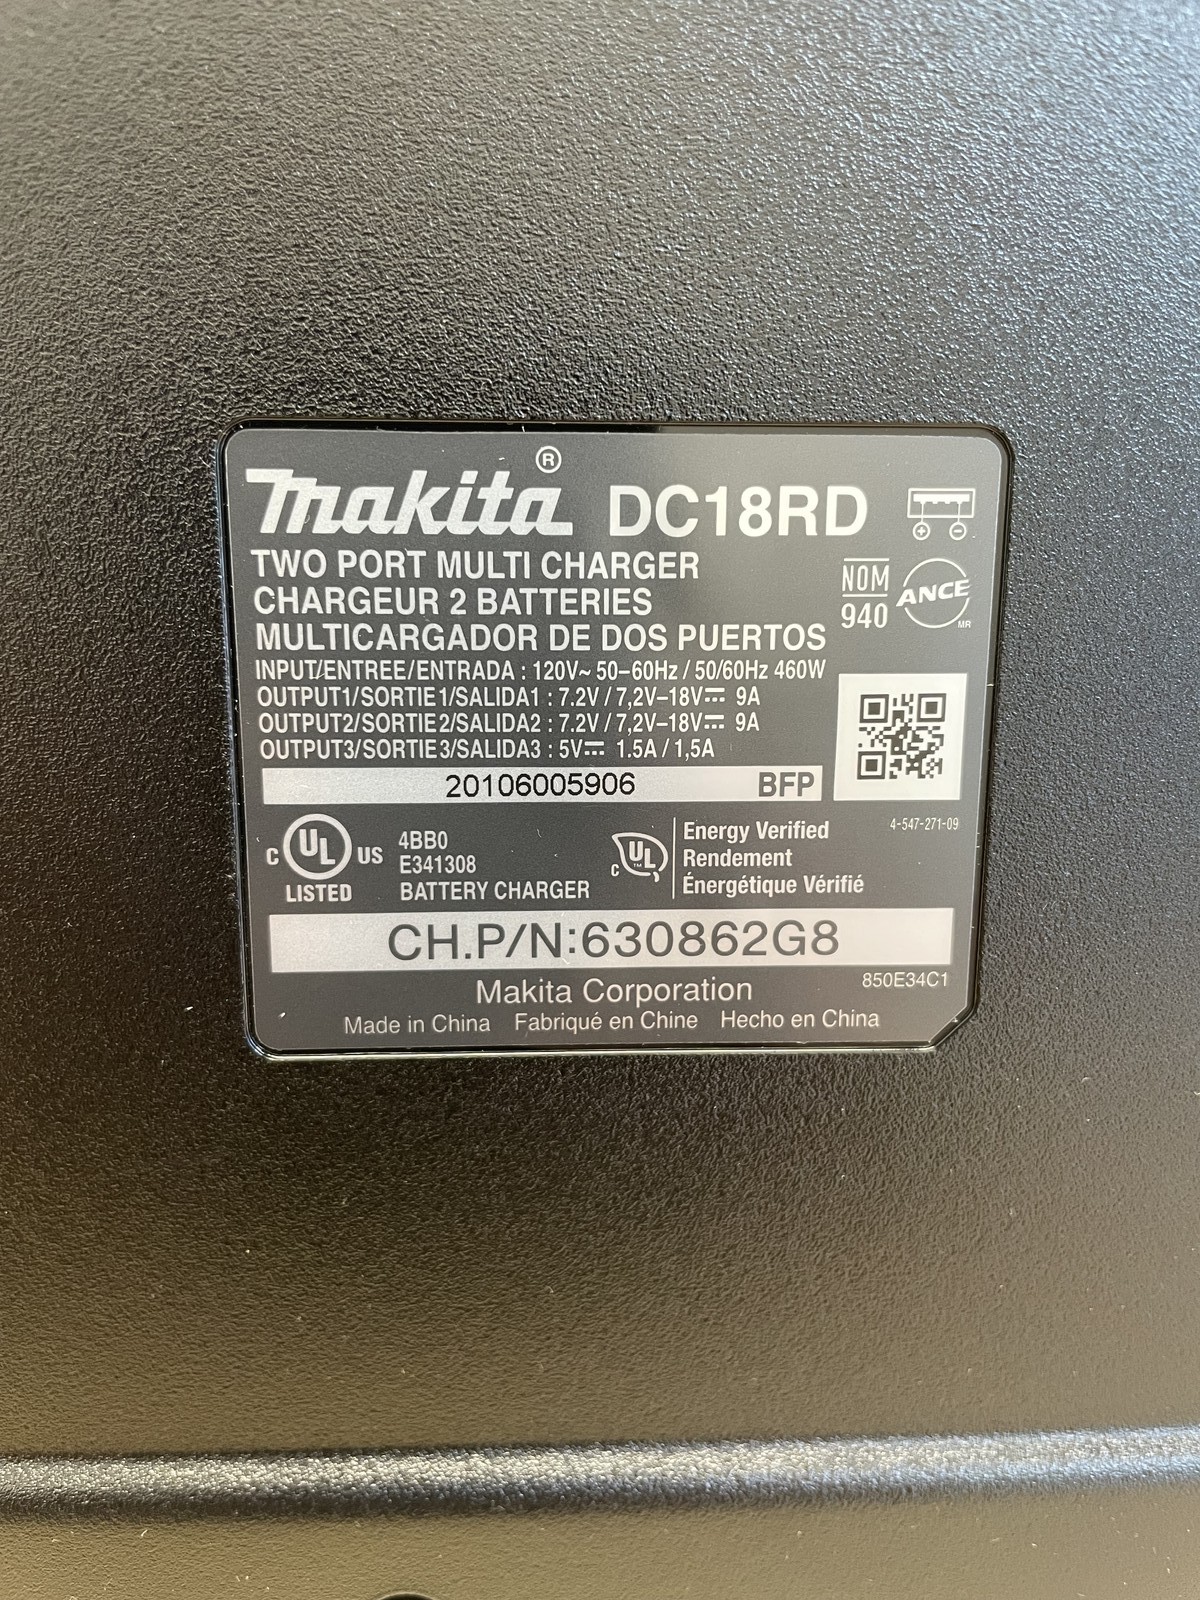 makita® DC18RD
+ −
TWO PORT MULTI CHARGER
CHARGEUR 2 BATTERIES
MULTICARGADOR DE DOS PUERTOS
NOM
940
ANCE
MR
INPUT/ENTREE/ENTRADA : 120V~ 50–60Hz / 50/60Hz 460W
OUTPUT1/SORTIE1/SALIDA1 : 7.2V / 7,2V–18V⎓ 9A
OUTPUT2/SORTIE2/SALIDA2 : 7.2V / 7,2V–18V⎓ 9A
OUTPUT3/SORTIE3/SALIDA3 : 5V⎓ 1.5A / 1,5A
20106005906 BFP
4-547-271-09
C UL US
LISTED
4BB0
E341308
BATTERY CHARGER
C UL TM
Energy Verified
Rendement
Énergétique Vérifié
CH.P/N:630862G8
Makita Corporation
850E34C1
Made in China Fabriqué en Chine Hecho en China